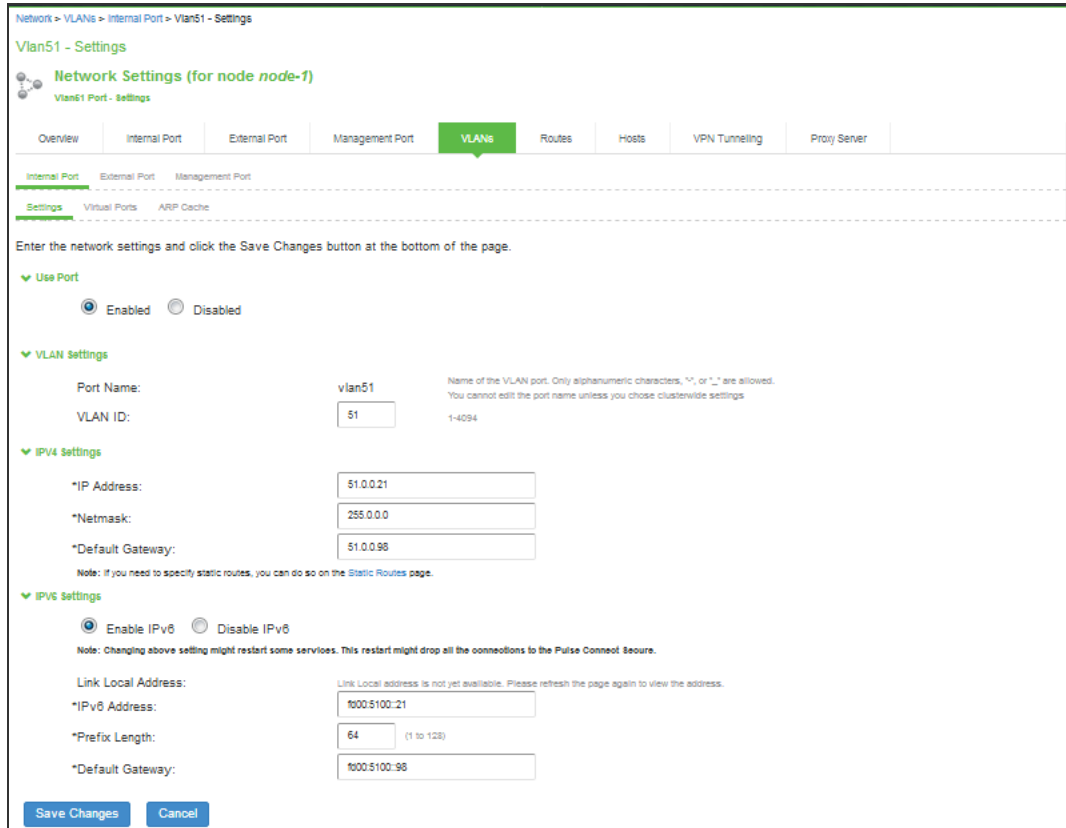 Network > VLANs > Internal Port > Vlan51 - Settings
Vlan51 - Settings
Network Settings (for node node-1)
Vlan51 Port - Settings
Overview Internal Port External Port Management Port VLANs Routes Hosts VPN Tunneling Proxy Server
Internal Port External Port Management Port
Settings Virtual Ports ARP Cache
Enter the network settings and click the Save Changes button at the bottom of the page.
Use Port
Enabled Disabled
VLAN Settings
Port Name: vlan51 Name of the VLAN port. Only alphanumeric characters, "-", or "_" are allowed.
You cannot edit the port name unless you chose clusterwide settings
VLAN ID: 51 1-4094
IPV4 Settings
*IP Address: 51.0.0.21
*Netmask: 255.0.0.0
*Default Gateway: 51.0.0.98
Note: If you need to specify static routes, you can do so on the Static Routes page.
IPV6 Settings
Enable IPv6 Disable IPv6
Note: Changing above setting might restart some services. This restart might drop all the connections to the Pulse Connect Secure.
Link Local Address: Link Local address is not yet available. Please refresh the page again to view the address.
*IPv6 Address: fd00:5100::21
*Prefix Length: 64 (1 to 128)
*Default Gateway: fd00:5100::98
Save Changes Cancel